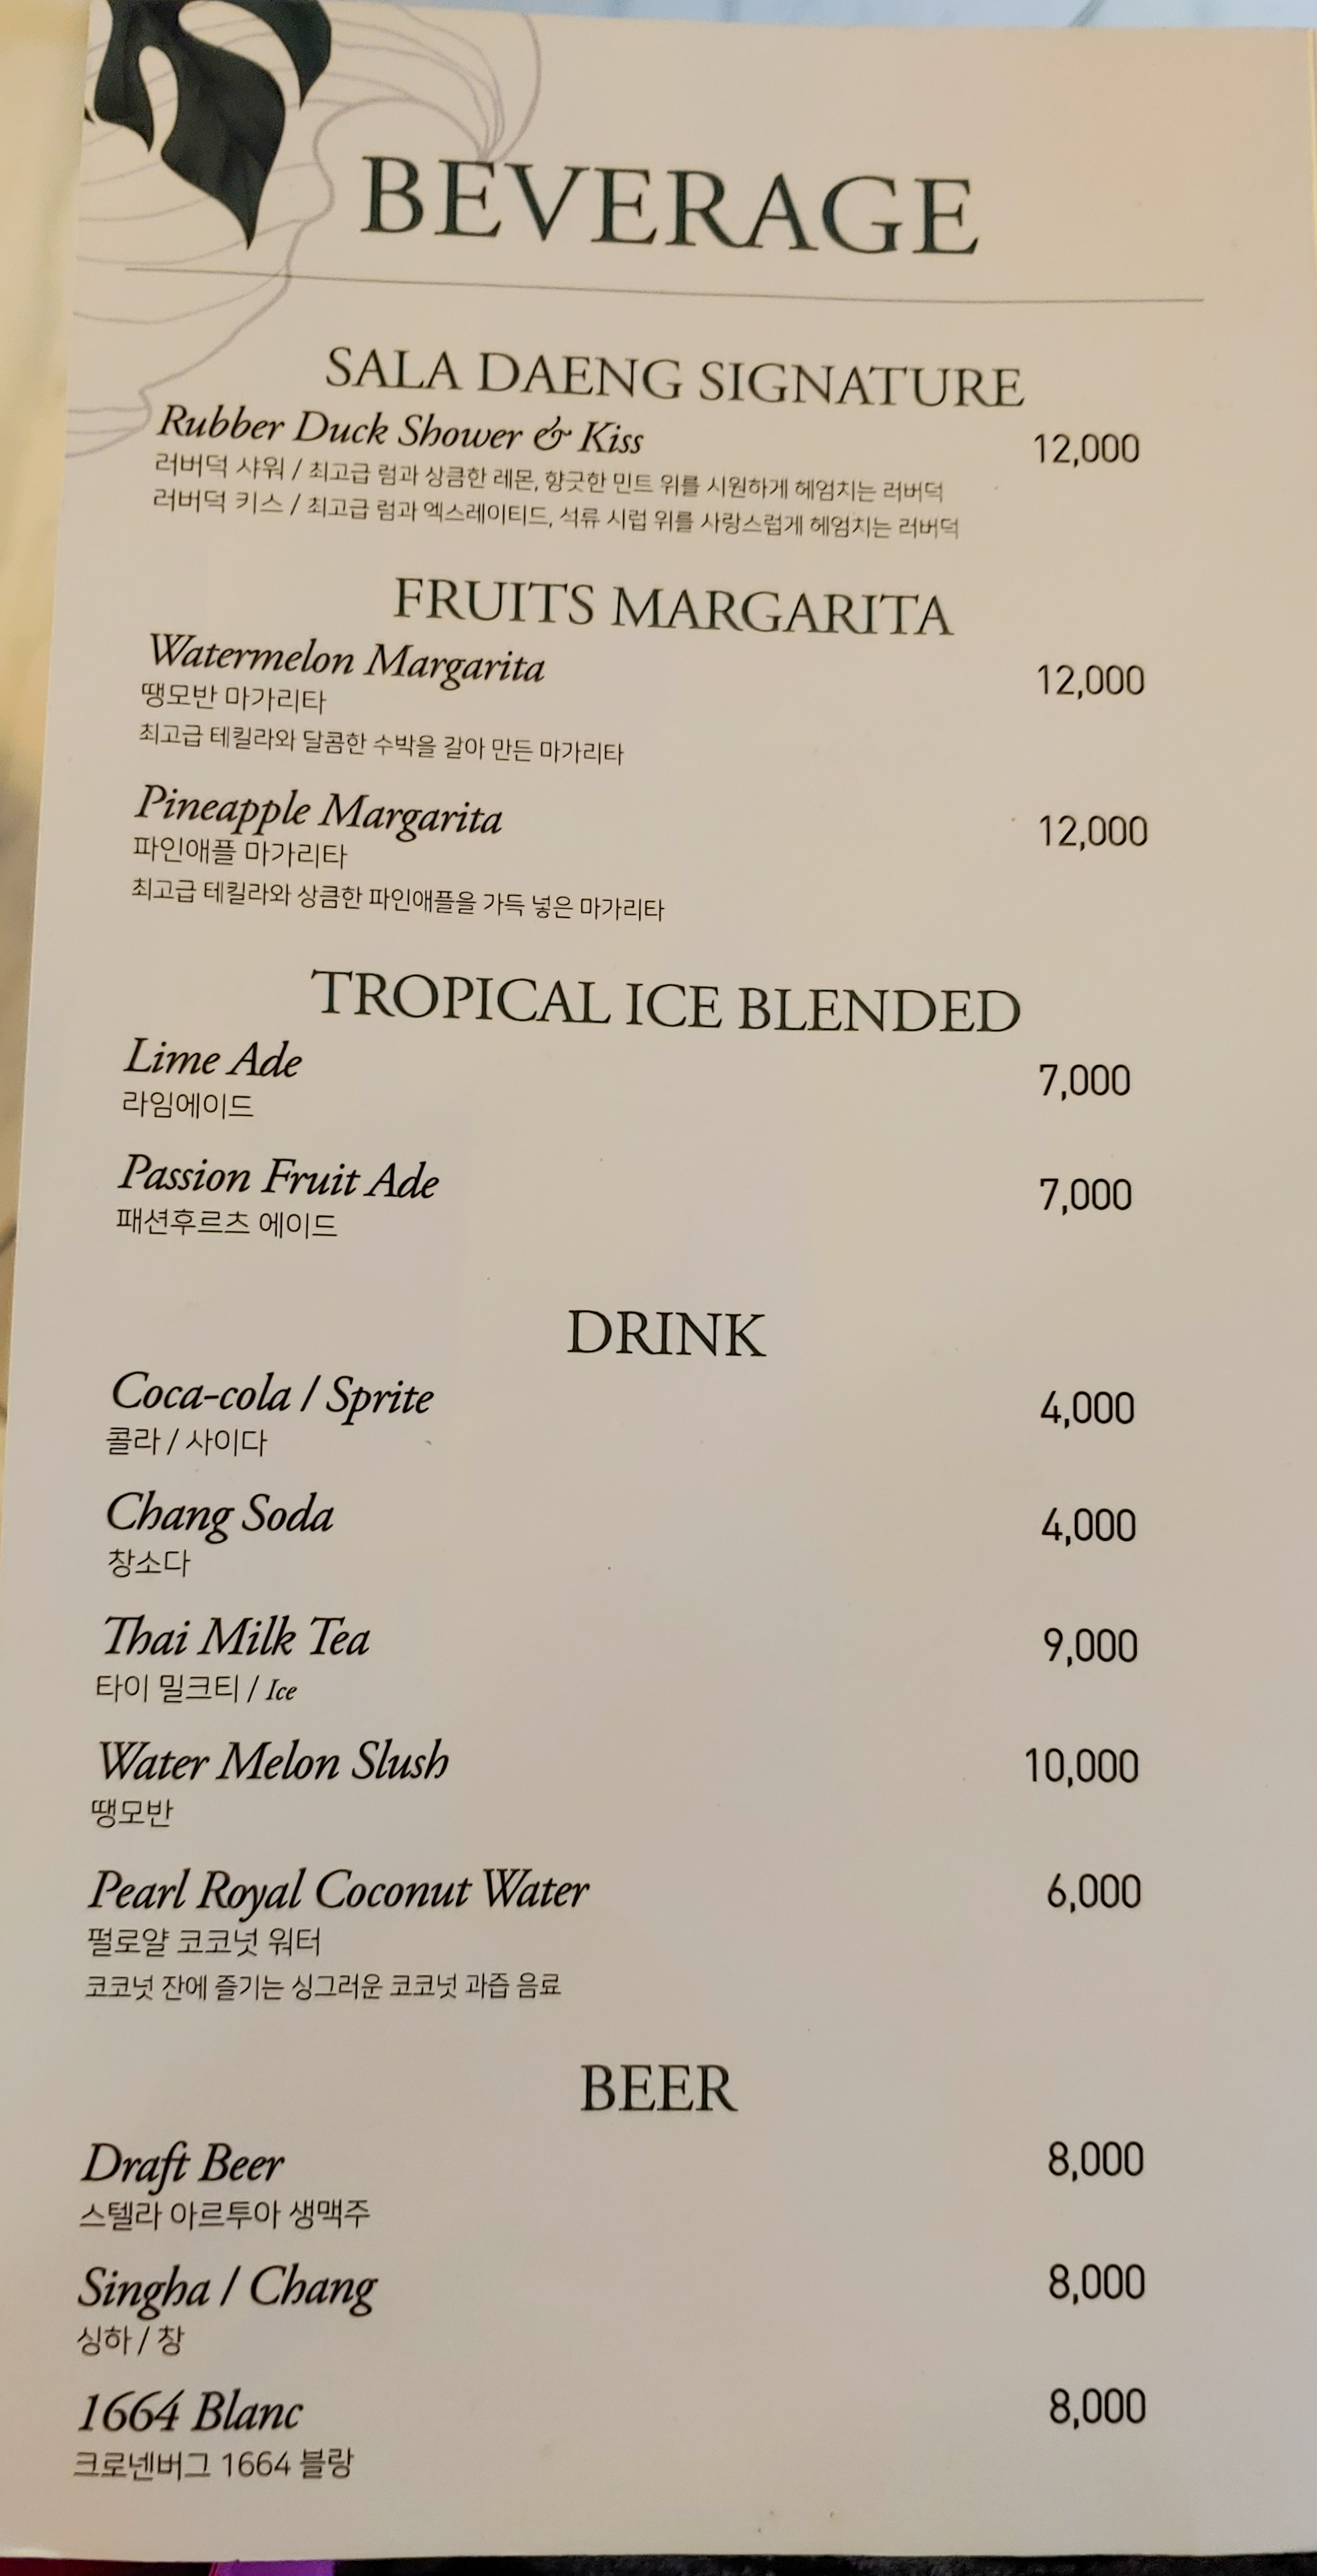 BEVERAGE
SALA DAENG SIGNATURE
Rubber Duck Shower & Kiss 12,000
러버덕 샤워 / 최고급 럼과 상큼한 레몬, 향긋한 민트 위를 시원하게 헤엄치는 러버덕
러버덕 키스 / 최고급 럼과 엑스레이티드, 석류 시럽 위를 사랑스럽게 헤엄치는 러버덕
FRUITS MARGARITA
Watermelon Margarita 12,000
땡모반 마가리타
최고급 테킬라와 달콤한 수박을 갈아 만든 마가리타
Pineapple Margarita 12,000
파인애플 마가리타
최고급 테킬라와 상큼한 파인애플을 가득 넣은 마가리타
TROPICAL ICE BLENDED
Lime Ade 7,000
라임에이드
Passion Fruit Ade 7,000
패션후르츠 에이드
DRINK
Coca-cola / Sprite 4,000
콜라 / 사이다
Chang Soda 4,000
창소다
Thai Milk Tea 9,000
타이 밀크티 / Ice
Water Melon Slush 10,000
땡모반
Pearl Royal Coconut Water 6,000
펄로얄 코코넛 워터
코코넛 잔에 즐기는 싱그러운 코코넛 과즙 음료
BEER
Draft Beer 8,000
스텔라 아르투아 생맥주
Singha / Chang 8,000
싱하 / 창
1664 Blanc 8,000
크로넨버그 1664 블랑